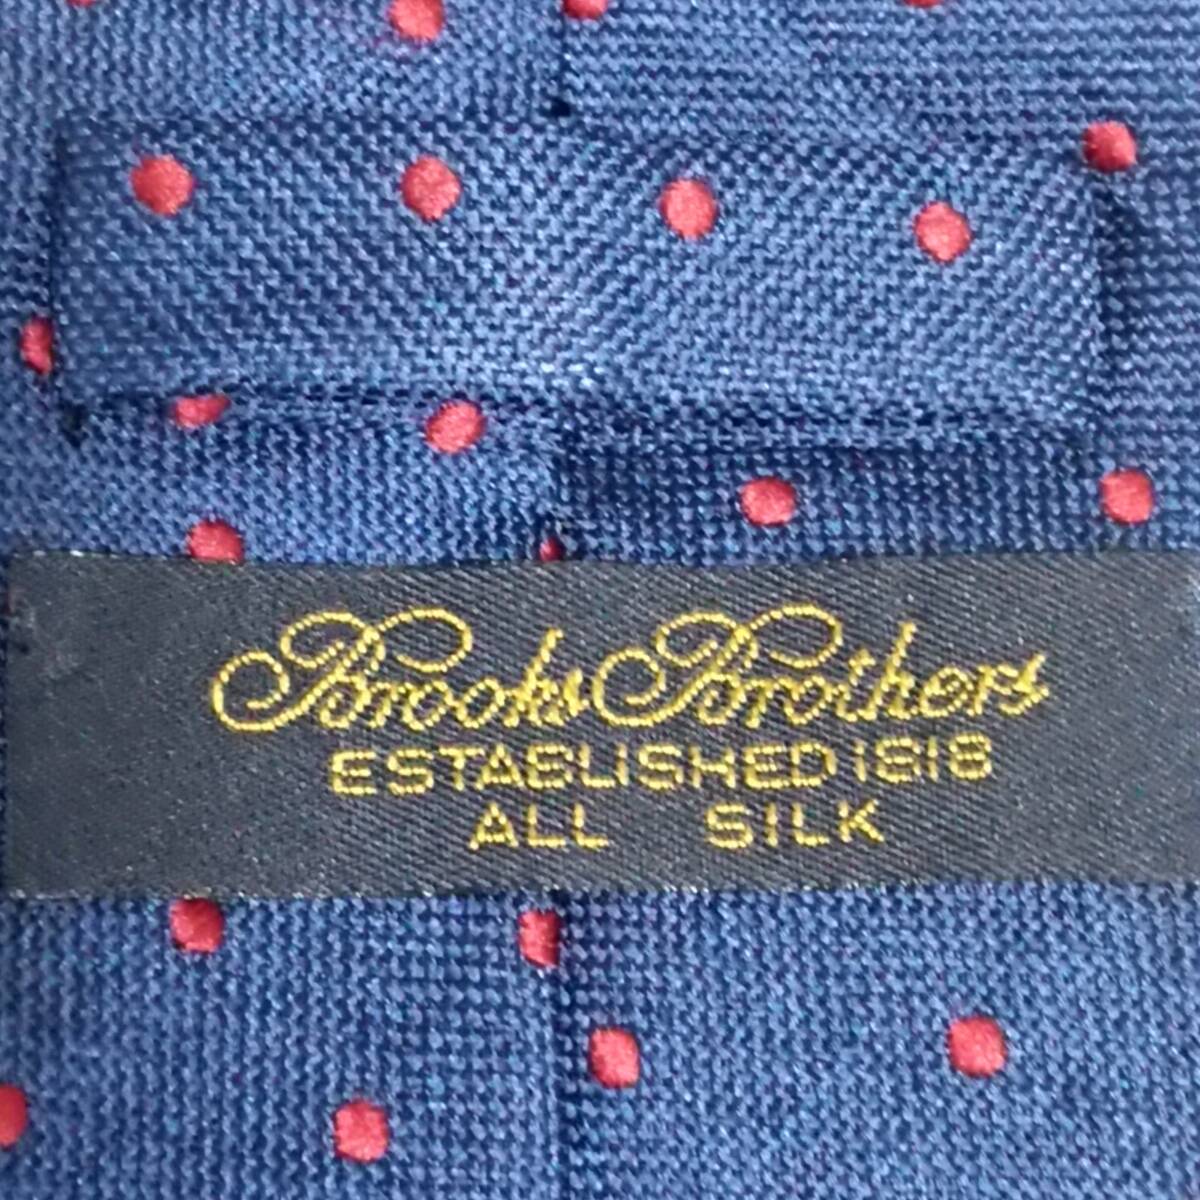 Brooks Brothers
ESTABLISHED 1818
ALL SILK